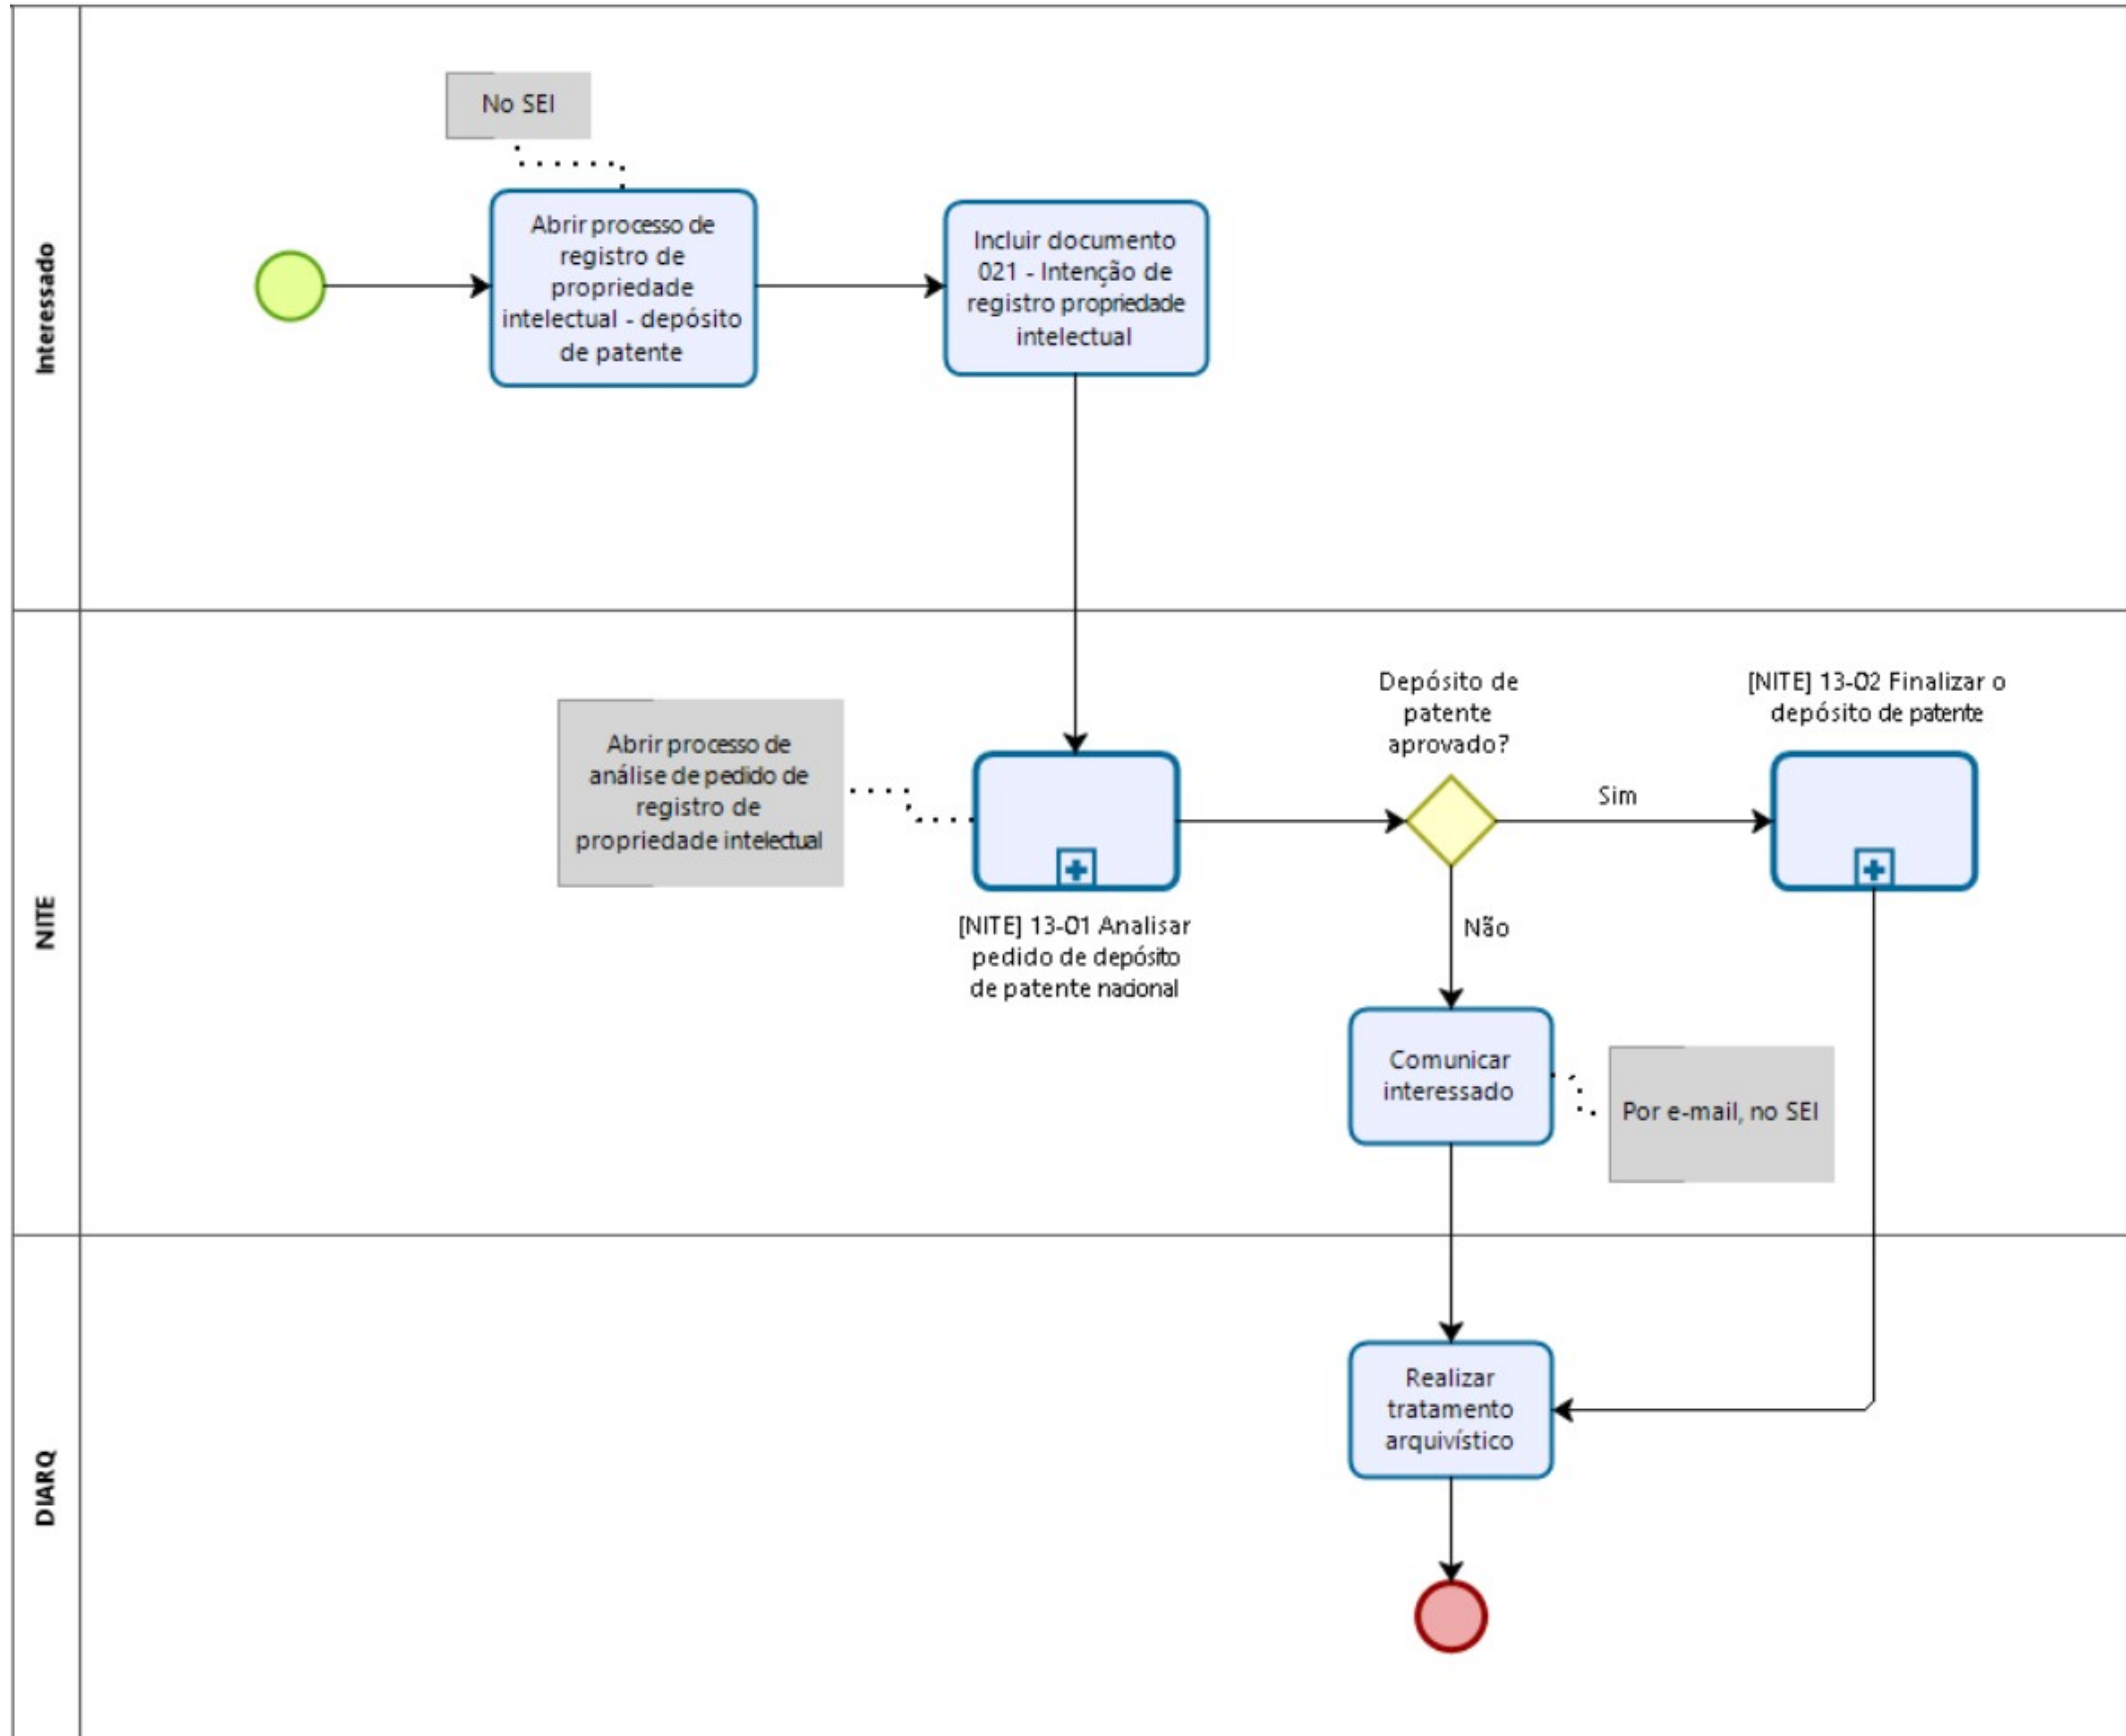 Interessado
No SEI
Abrir processo de
registro de
propriedade
intelectual - depósito
de patente
Incluir documento
021 - Intenção de
registro propriedade
intelectual
NITE
Abrir processo de
análise de pedido de
registro de
propriedade intelectual
[NITE] 13-01 Analisar
pedido de depósito
de patente nacional
Depósito de
patente
aprovado?
Sim
[NITE] 13-02 Finalizar o
depósito de patente
Não
Comunicar
interessado
Por e-mail, no SEI
DIARQ
Realizar
tratamento
arquivístico